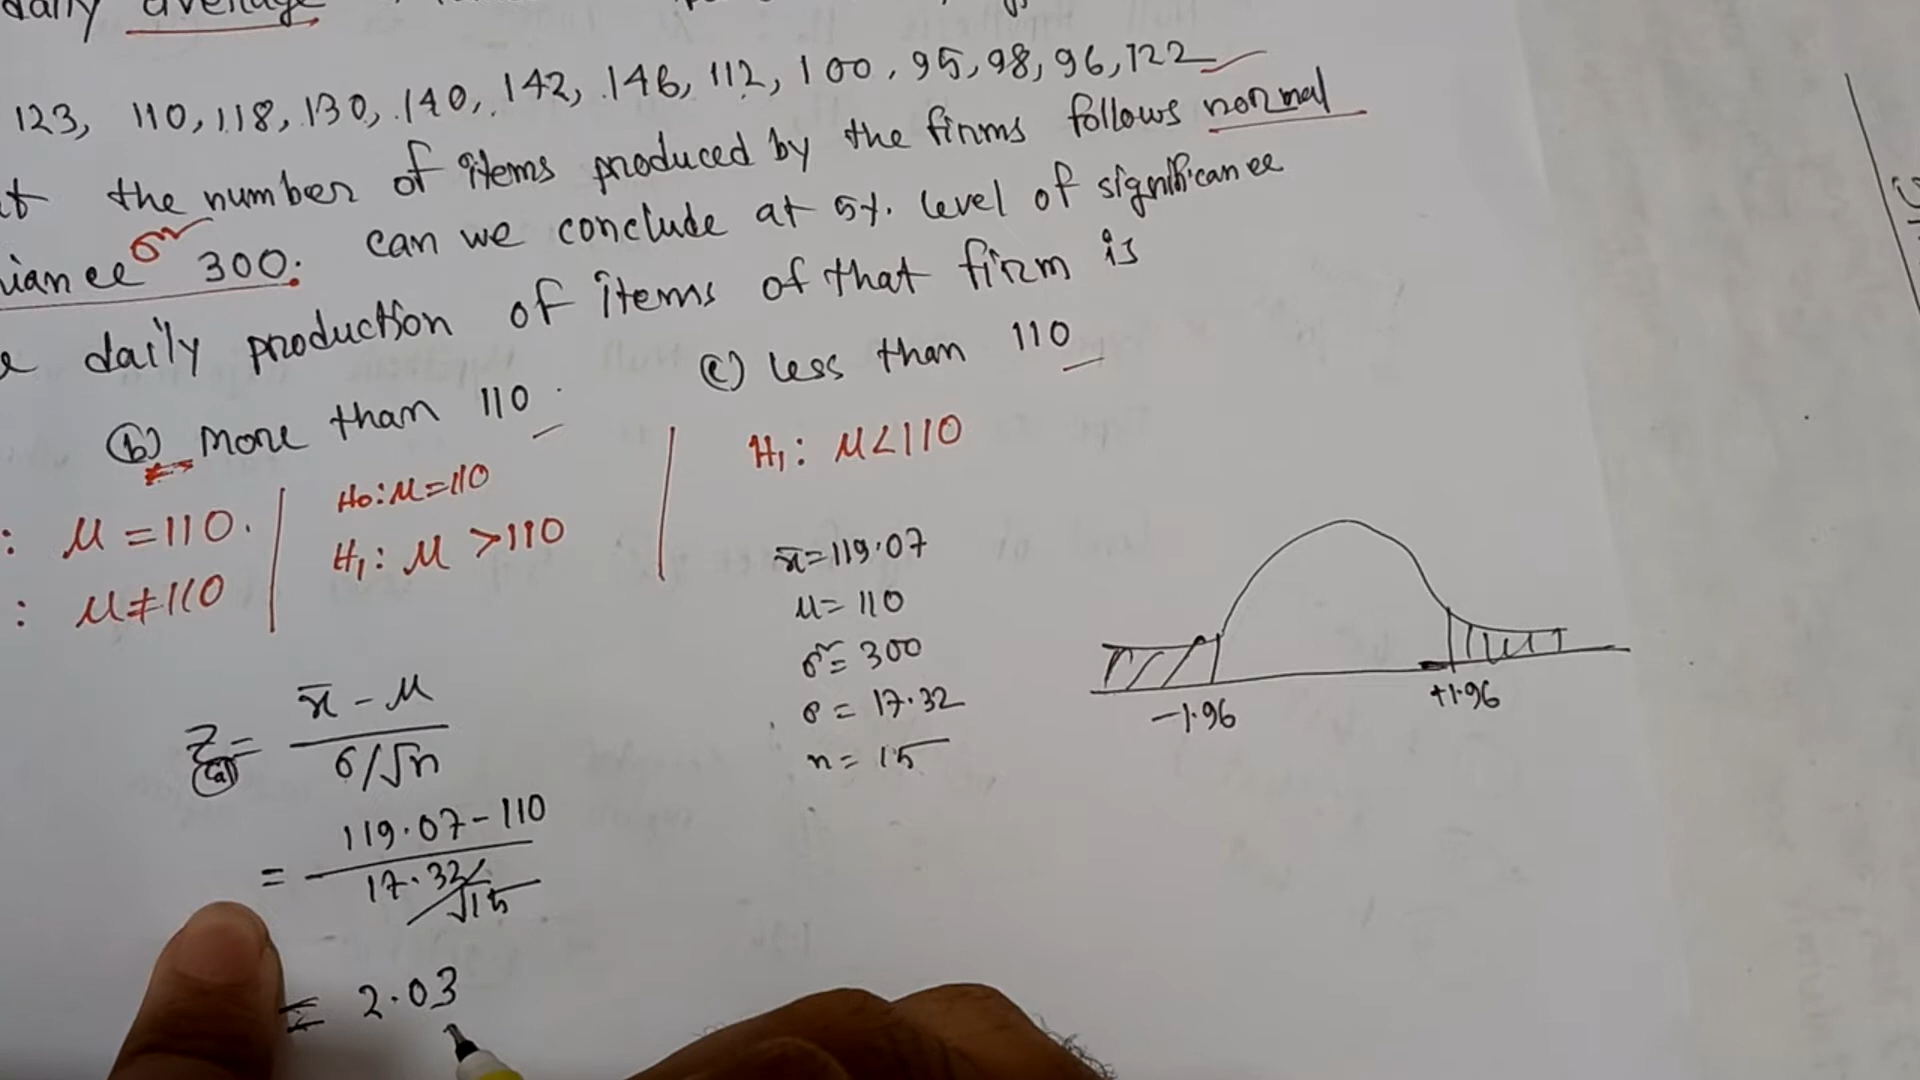 daily average
123, 110, 118, 130, 140, 142, 146, 112, 100, 95, 98, 96, 122
the number of items produced by the firms follows normal
σ² 300. can we conclude at 5%. level of significance
daily production of items of that firm is
(b) more than 110. (c) less than 110
: μ = 110.
: μ ≠ 110
H₀: μ = 110
H₁: μ > 110
H₁: μ < 110
x̄ = 119.07
μ = 110
σ² = 300
σ = 17.32
n = 15
-1.96 +1.96
Z = x̄ - μ / σ/√n
= 119.07 - 110 / 17.32/√15
= 2.03